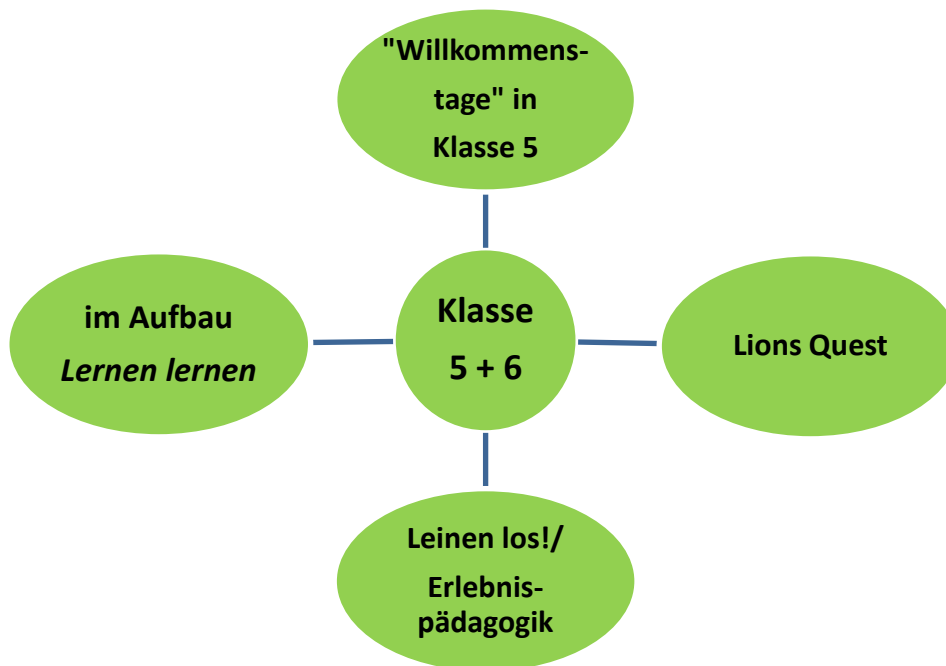 "Willkommens-
tage" in
Klasse 5
im Aufbau
Lernen lernen
Klasse
5 + 6
Lions Quest
Leinen los!/
Erlebnis-
pädagogik